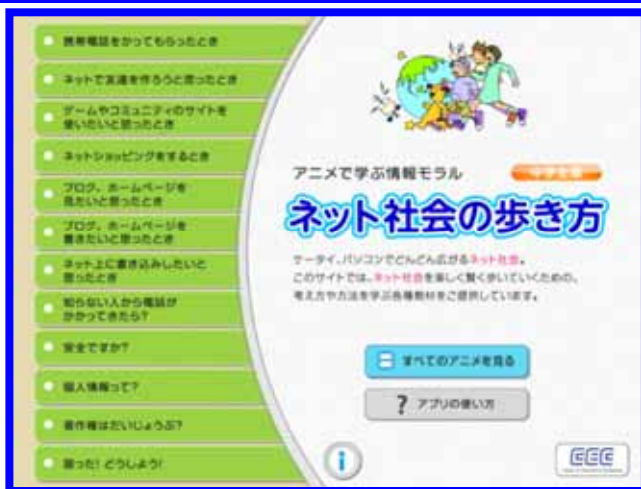 携帯電話をかってもらったとき
ネットで友達を作ろうと思ったとき
ゲームやコミュニティのサイトを
使いたいと思ったとき
ネットショッピングをするとき
ブログ、ホームページを
見たいと思ったとき
ブログ、ホームページを
書きたいと思ったとき
ネット上に書き込みしたいと
思ったとき
知らない人から電話が
かかってきたら?
安全ですか?
個人情報って?
著作権はだいじょうぶ?
困った!どうしよう!
アニメで学ぶ情報モラル
ネット社会の歩き方
ケータイ、パソコンでどんどん広がるネット社会。
このサイトでは、ネット社会を楽しく賢く歩いていくための、
考え方や方法を学ぶ各種教材をご提供しています。
すべてのアニメを見る
? アプリの使い方
i
CEC